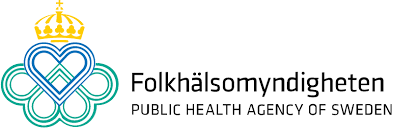 Folkhälsomyndigheten
PUBLIC HEALTH AGENCY OF SWEDEN